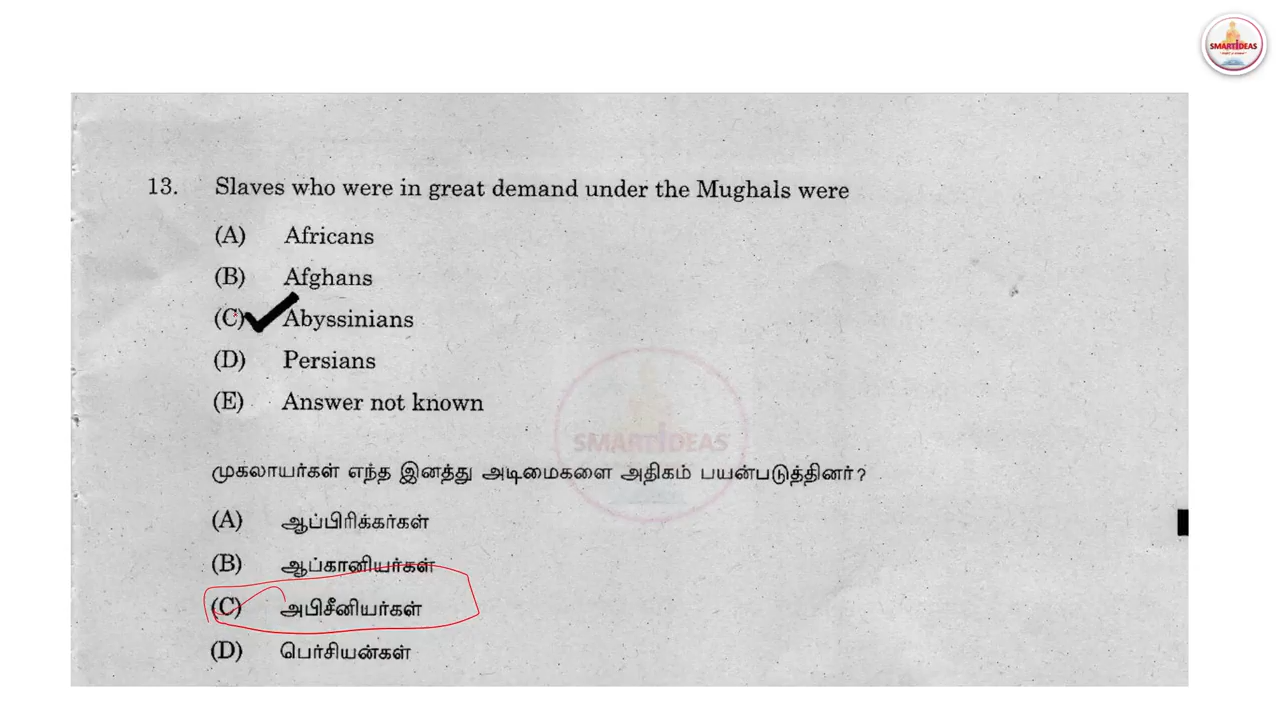 SMARTIDEAS
13. Slaves who were in great demand under the Mughals were
(A) Africans
(B) Afghans
(C) Abyssinians
(D) Persians
(E) Answer not known
SMARTIDEAS
முகலாயர்கள் எந்த இனத்து அடிமைகளை அதிகம் பயன்படுத்தினர்?
(A) ஆப்பிரிக்கர்கள்
(B) ஆப்கானியர்கள்
(C) அபிசீனியர்கள்
(D) பெர்சியன்கள்